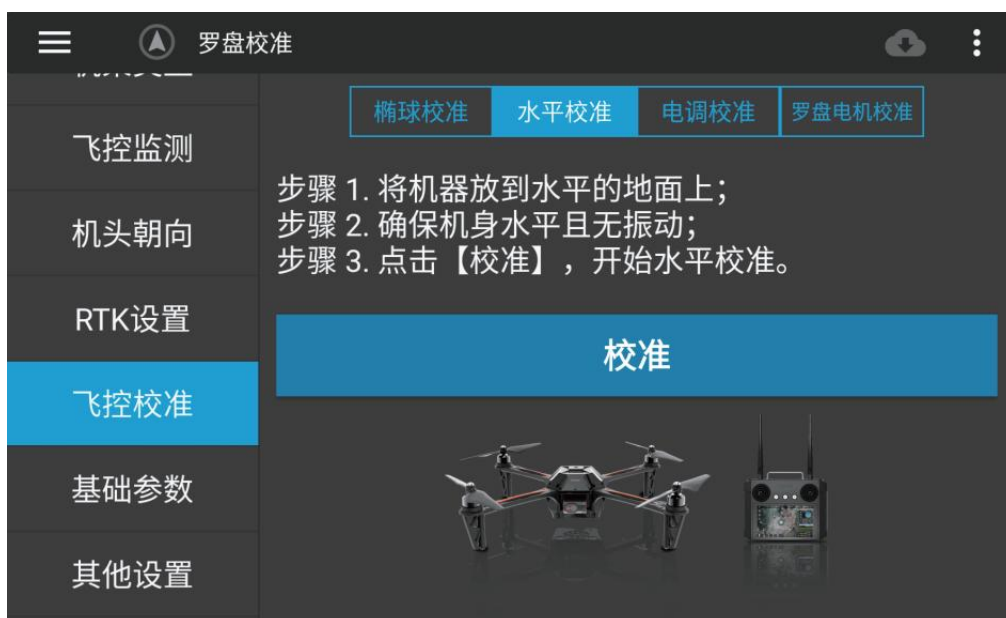 罗盘校准
飞控监测
机头朝向
RTK设置
飞控校准
基础参数
其他设置
椭球校准
水平校准
电调校准
罗盘电机校准
步骤 1. 将机器放到水平的地面上；
步骤 2. 确保机身水平且无振动；
步骤 3. 点击【校准】，开始水平校准。
校准